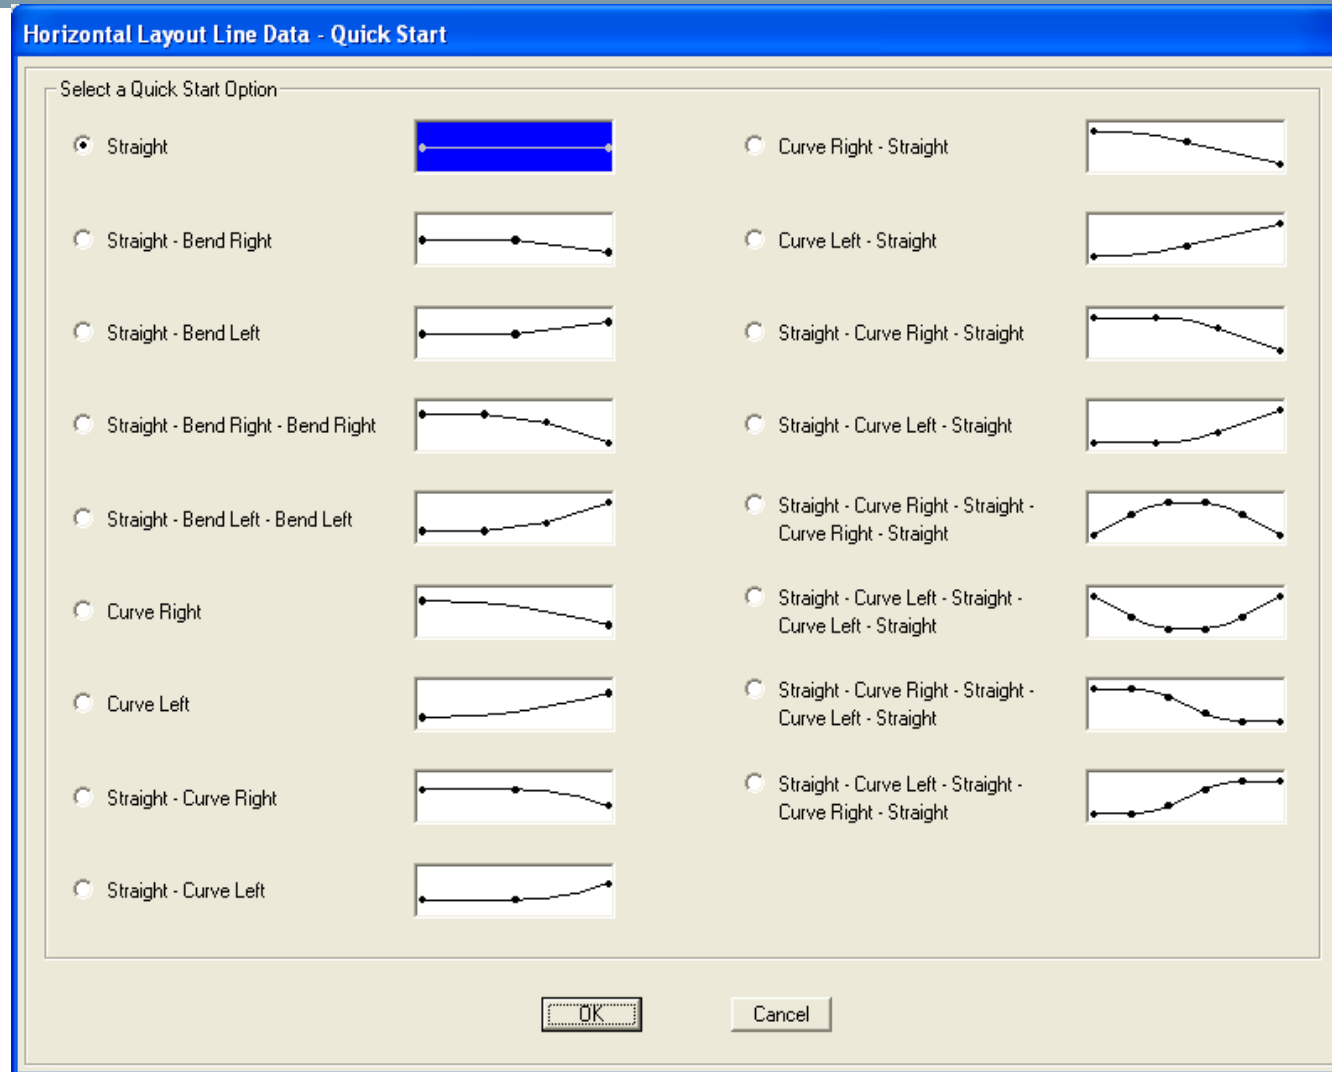 Horizontal Layout Line Data - Quick Start
Select a Quick Start Option
Straight
Straight - Bend Right
Straight - Bend Left
Straight - Bend Right - Bend Right
Straight - Bend Left - Bend Left
Curve Right
Curve Left
Straight - Curve Right
Straight - Curve Left
Curve Right - Straight
Curve Left - Straight
Straight - Curve Right - Straight
Straight - Curve Left - Straight
Straight - Curve Right - Straight -
Curve Right - Straight
Straight - Curve Left - Straight -
Curve Left - Straight
Straight - Curve Right - Straight -
Curve Left - Straight
Straight - Curve Left - Straight -
Curve Right - Straight
OK
Cancel